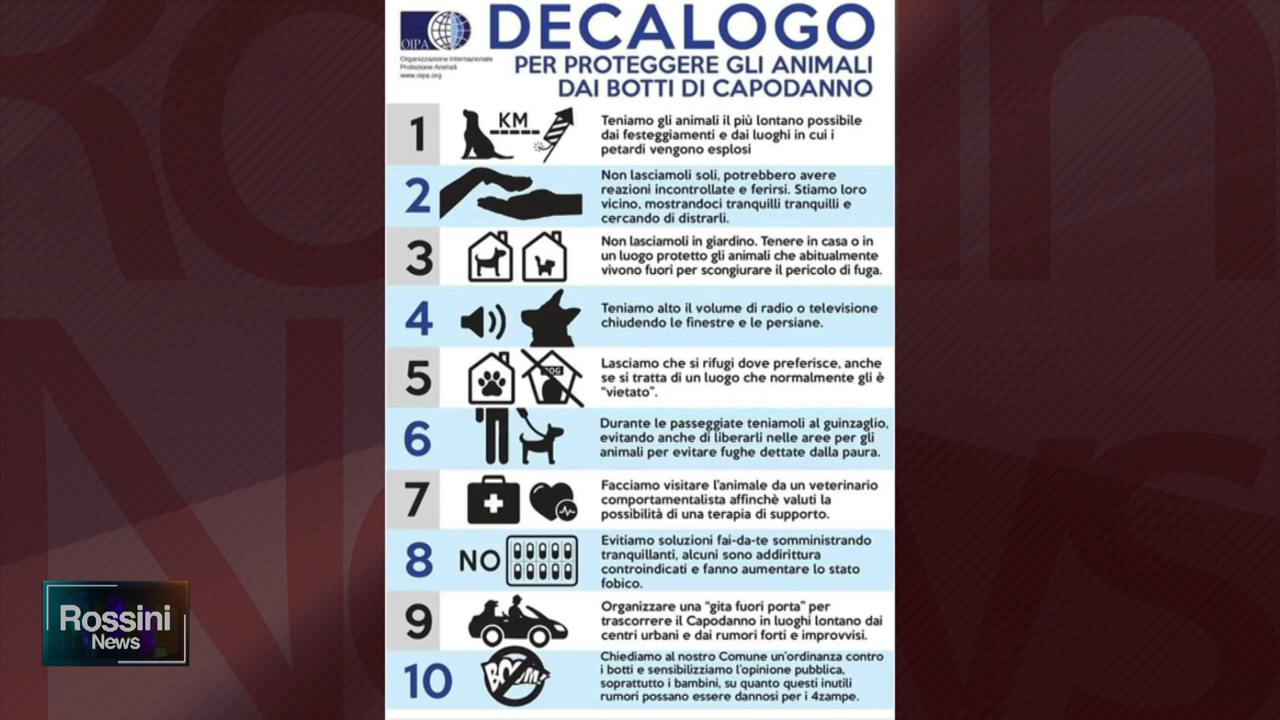 OIPA
Organizzazione Internazionale
Protezione Animali
www.oipa.org
DECALOGO
PER PROTEGGERE GLI ANIMALI
DAI BOTTI DI CAPODANNO
1
KM
Teniamo gli animali il più lontano possibile
dai festeggiamenti e dai luoghi in cui i
petardi vengono esplosi
2
Non lasciamoli soli, potrebbero avere
reazioni incontrollate e ferirsi. Stiamo loro
vicino, mostrandoci tranquilli tranquilli e
cercando di distrarli.
3
Non lasciamoli in giardino. Tenere in casa o in
un luogo protetto gli animali che abitualmente
vivono fuori per scongiurare il pericolo di fuga.
4
Teniamo alto il volume di radio o televisione
chiudendo le finestre e le persiane.
5
DOG
Lasciamo che si rifugi dove preferisce, anche
se si tratta di un luogo che normalmente gli è
"vietato".
6
Durante le passeggiate teniamoli al guinzaglio,
evitando anche di liberarli nelle aree per gli
animali per evitare fughe dettate dalla paura.
7
Facciamo visitare l'animale da un veterinario
comportamentalista affinchè valuti la
possibilità di una terapia di supporto.
8
NO
Evitiamo soluzioni fai-da-te somministrando
tranquillanti, alcuni sono addirittura
controindicati e fanno aumentare lo stato
fobico.
9
Organizzare una "gita fuori porta" per
trascorrere il Capodanno in luoghi lontano dai
centri urbani e dai rumori forti e improvvisi.
10
BOOM!
Chiediamo al nostro Comune un'ordinanza contro
i botti e sensibilizziamo l'opinione pubblica,
soprattutto i bambini, su quanto questi inutili
rumori possano essere dannosi per i 4zampe.
Rossini
News